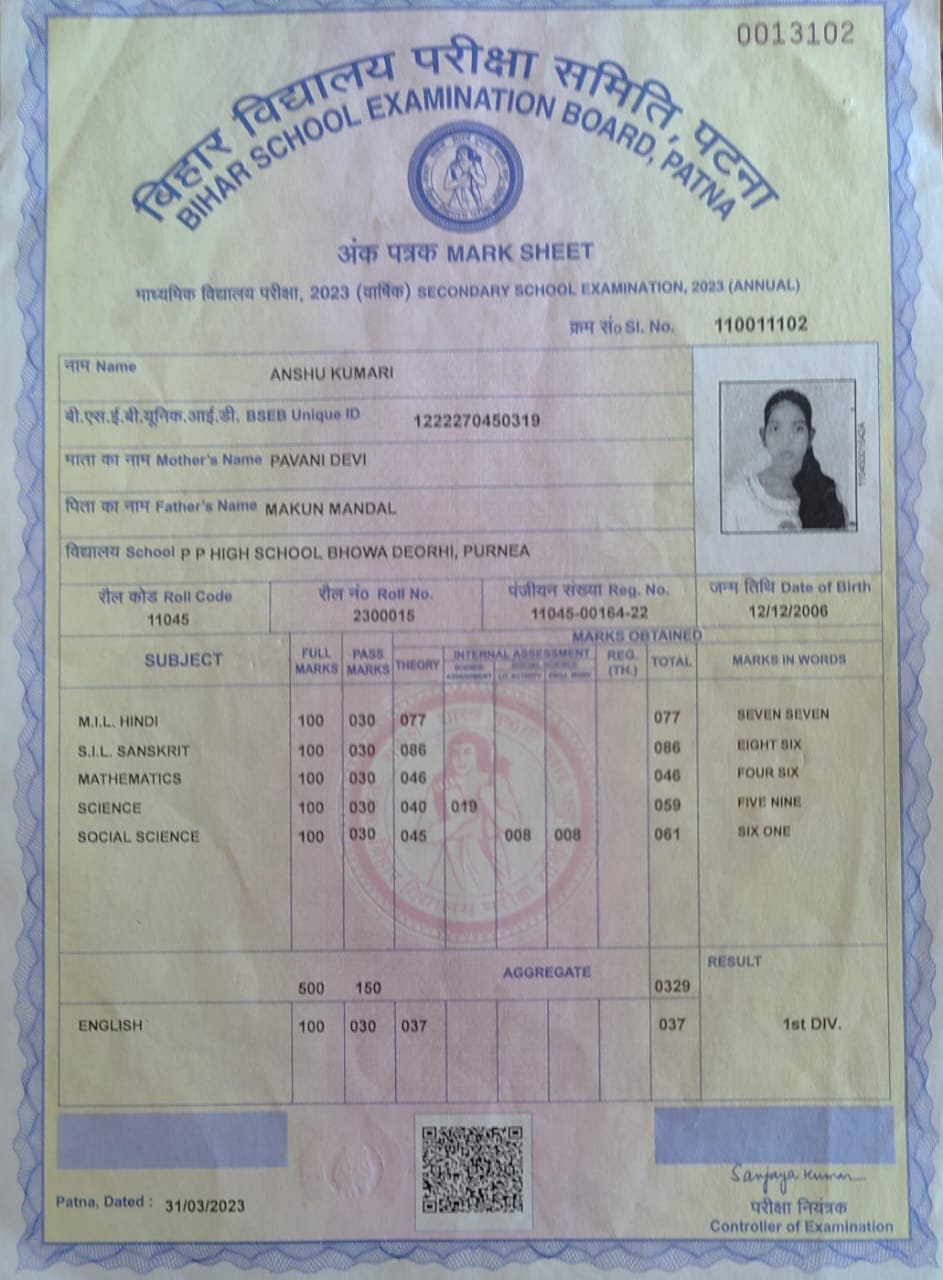 0013102
बिहार विद्यालय परीक्षा समिति, पटना
BIHAR SCHOOL EXAMINATION BOARD, PATNA
अंक पत्रक MARK SHEET
माध्यमिक विद्यालय परीक्षा, 2023 (वार्षिक) SECONDARY SCHOOL EXAMINATION, 2023 (ANNUAL)
क्रम सं० Sl. No. 110011102
नाम Name ANSHU KUMARI
बी.एस.ई.बी.यूनिक.आई.डी. BSEB Unique ID 1222270450319
माता का नाम Mother's Name PAVANI DEVI
पिता का नाम Father's Name MAKUN MANDAL
विद्यालय School P P HIGH SCHOOL BHOWA DEORHI, PURNEA
रौल कोड Roll Code रौल नं० Roll No. पंजीयन संख्या Reg. No. जन्म तिथि Date of Birth
11045 2300015 11045-00164-22 12/12/2006
MARKS OBTAINED
SUBJECT FULL MARKS PASS MARKS THEORY INTERNAL ASSESSMENT REG. (TH.) TOTAL MARKS IN WORDS
M.I.L. HINDI 100 030 077 077 SEVEN SEVEN
S.I.L. SANSKRIT 100 030 086 086 EIGHT SIX
MATHEMATICS 100 030 046 046 FOUR SIX
SCIENCE 100 030 040 019 059 FIVE NINE
SOCIAL SCIENCE 100 030 045 008 008 061 SIX ONE
AGGREGATE RESULT
500 150 0329
ENGLISH 100 030 037 037 1st DIV.
Sanjaya Kumar
Patna, Dated : 31/03/2023
परीक्षा नियंत्रक
Controller of Examination